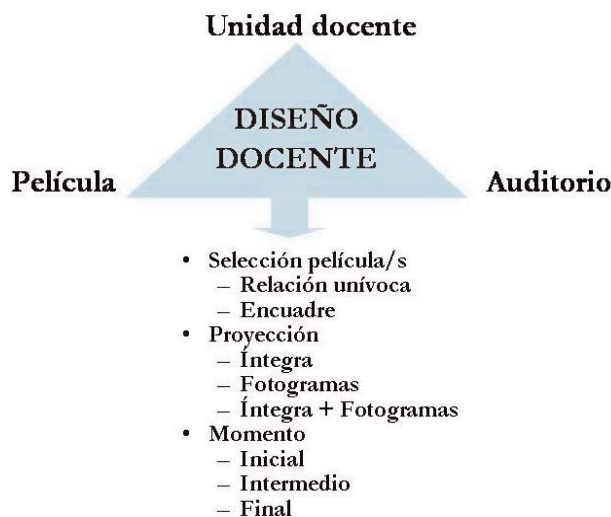 Unidad docente
DISEÑO
DOCENTE
Película
Auditorio
• Selección película/s
– Relación unívoca
– Encuadre
• Proyección
– Íntegra
– Fotogramas
– Íntegra + Fotogramas
• Momento
– Inicial
– Intermedio
– Final